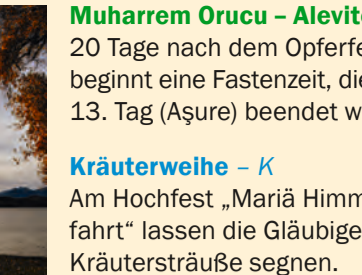 Muharrem Orucu – Alevit
20 Tage nach dem Opferfe
beginnt eine Fastenzeit, die
13. Tag (Aşure) beendet w
Kräuterweihe – K
Am Hochfest „Mariä Himm
fahrt“ lassen die Gläubige
Kräutersträuße segnen.